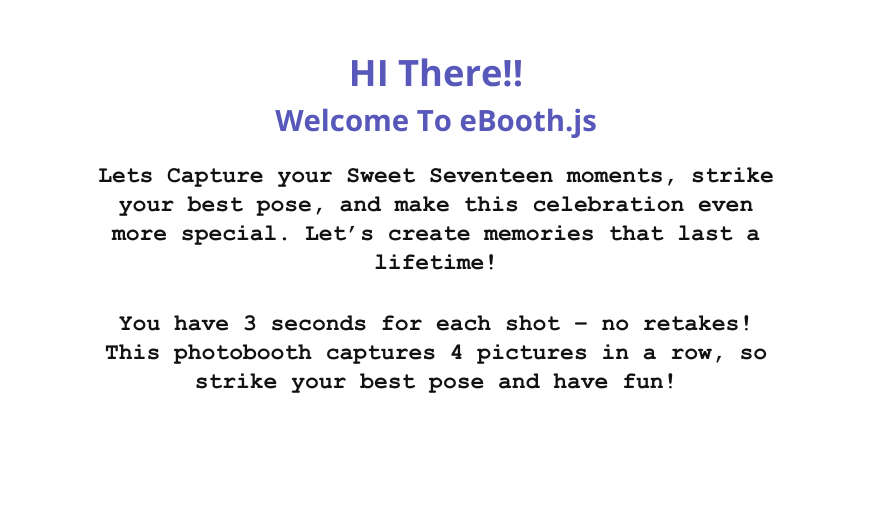 HI There!!
Welcome To eBooth.js
Lets Capture your Sweet Seventeen moments, strike
your best pose, and make this celebration even
more special. Let’s create memories that last a
lifetime!
You have 3 seconds for each shot – no retakes!
This photobooth captures 4 pictures in a row, so
strike your best pose and have fun!